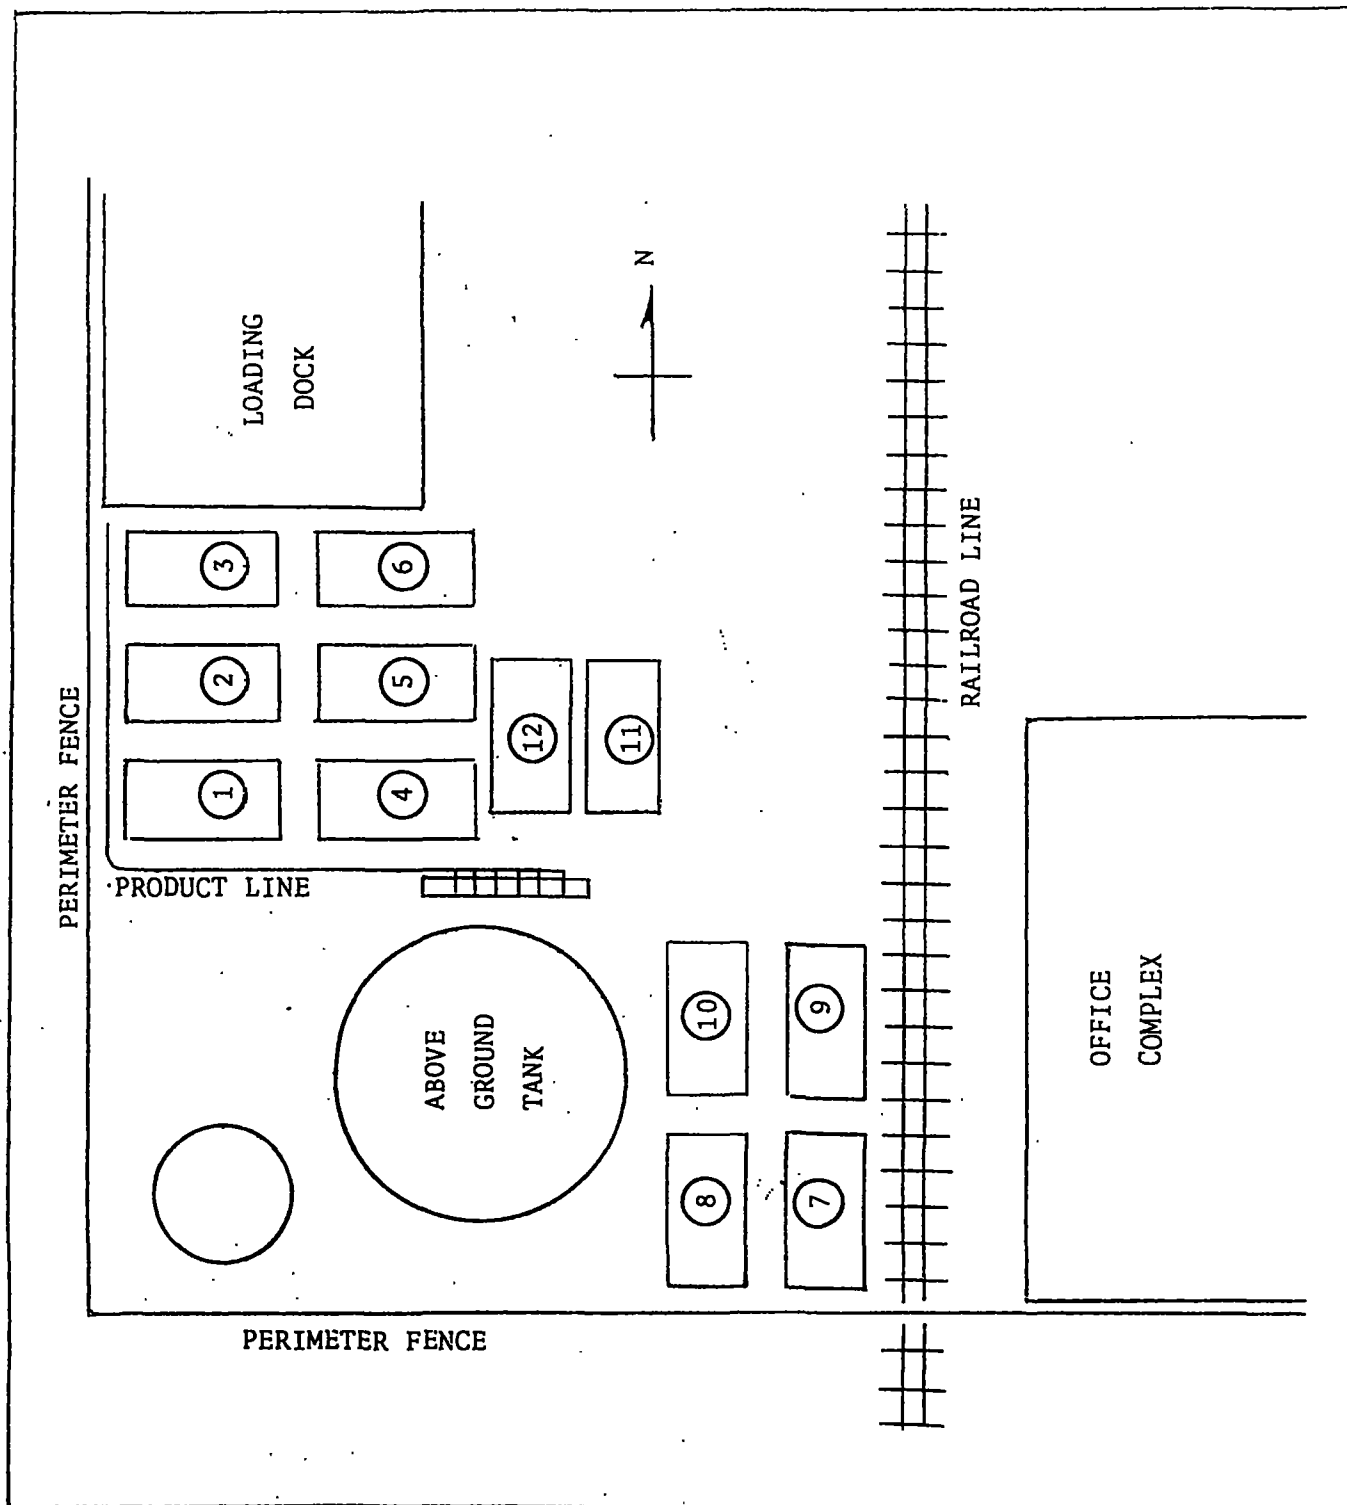 PERIMETER FENCE
LOADING
DOCK
N
3
6
2
5
1
4
12
11
PRODUCT LINE
RAILROAD LINE
ABOVE
GROUND
TANK
10
9
8
7
OFFICE
COMPLEX
PERIMETER FENCE